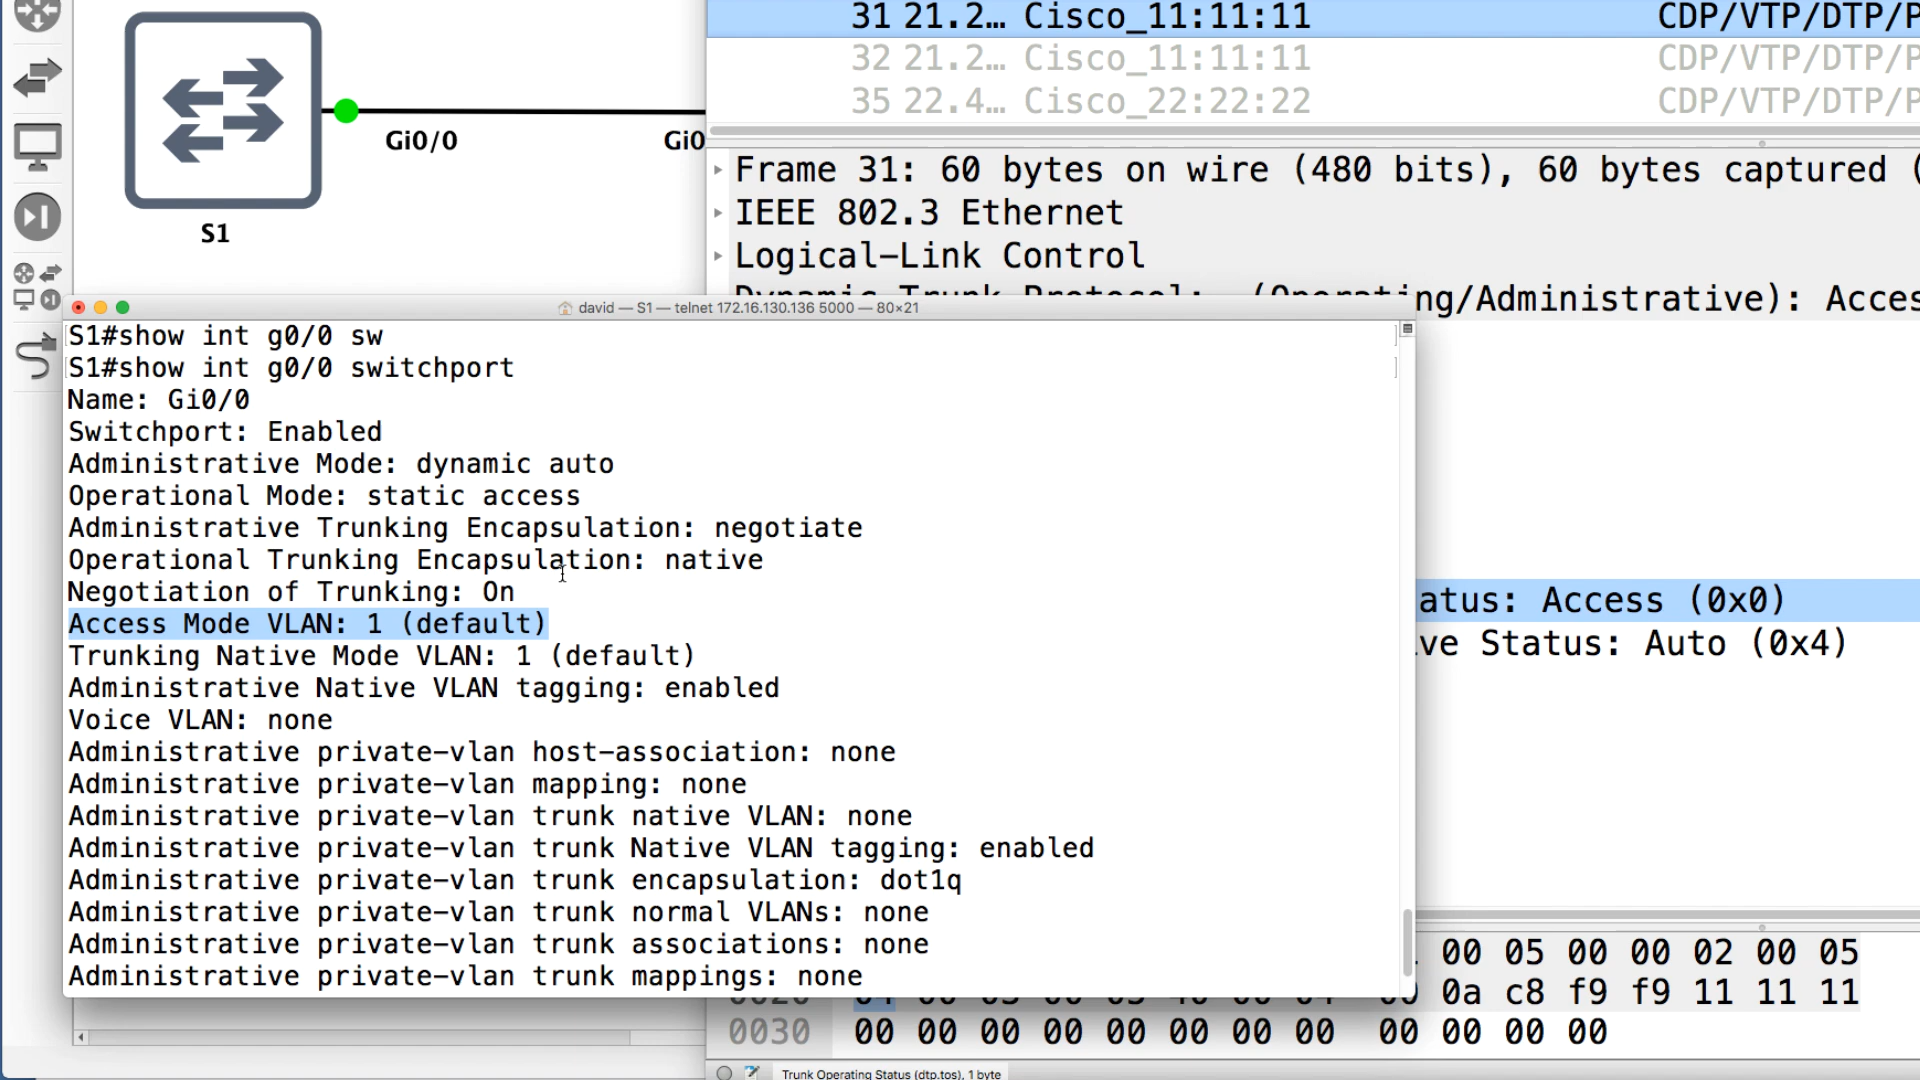 31 21.2… Cisco_11:11:11 CDP/VTP/DTP/P
32 21.2… Cisco_11:11:11 CDP/VTP/DTP/P
35 22.4… Cisco_22:22:22 CDP/VTP/DTP/P
Gi0/0
Gi0
S1
Frame 31: 60 bytes on wire (480 bits), 60 bytes captured (
IEEE 802.3 Ethernet
Logical-Link Control
Dynamic Trunk Protocol: (Operating/Administrative): Acces
david — S1 — telnet 172.16.130.136 5000 — 80×21
S1#show int g0/0 sw
S1#show int g0/0 switchport
Name: Gi0/0
Switchport: Enabled
Administrative Mode: dynamic auto
Operational Mode: static access
Administrative Trunking Encapsulation: negotiate
Operational Trunking Encapsulation: native
Negotiation of Trunking: On
Access Mode VLAN: 1 (default)
Trunking Native Mode VLAN: 1 (default)
Administrative Native VLAN tagging: enabled
Voice VLAN: none
Administrative private-vlan host-association: none
Administrative private-vlan mapping: none
Administrative private-vlan trunk native VLAN: none
Administrative private-vlan trunk Native VLAN tagging: enabled
Administrative private-vlan trunk encapsulation: dot1q
Administrative private-vlan trunk normal VLANs: none
Administrative private-vlan trunk associations: none
Administrative private-vlan trunk mappings: none
atus: Access (0x0)
ve Status: Auto (0x4)
00 05 00 00 02 00 05
0a c8 f9 f9 11 11 11
0030 00 00 00 00 00 00 00 00 00 00 00 00
Trunk Operating Status (dtp.tos), 1 byte